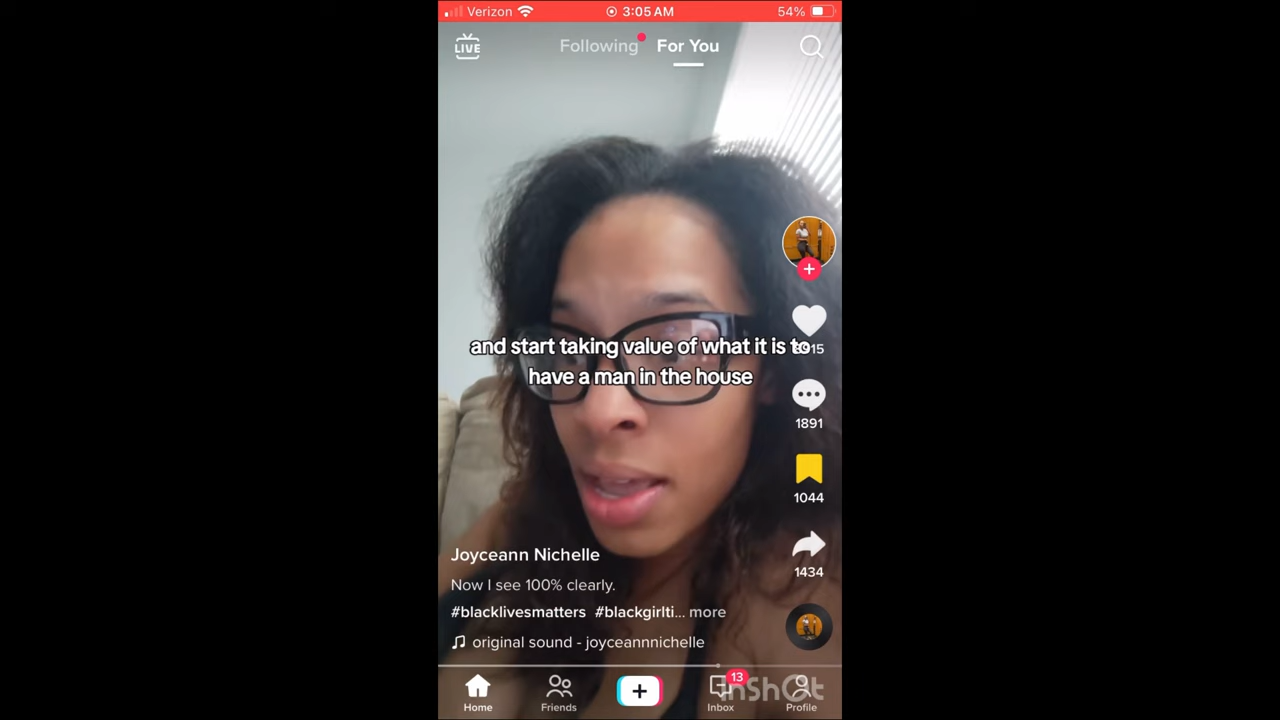 Verizon 3:05 AM 54%
LIVE Following For You
and start taking value of what it is to
have a man in the house
1891
1044
1434
Joyceann Nichelle
Now I see 100% clearly.
#blacklivesmatters #blackgirlti... more
original sound - joyceannnichelle
13
InShOt
Home Friends Inbox Profile